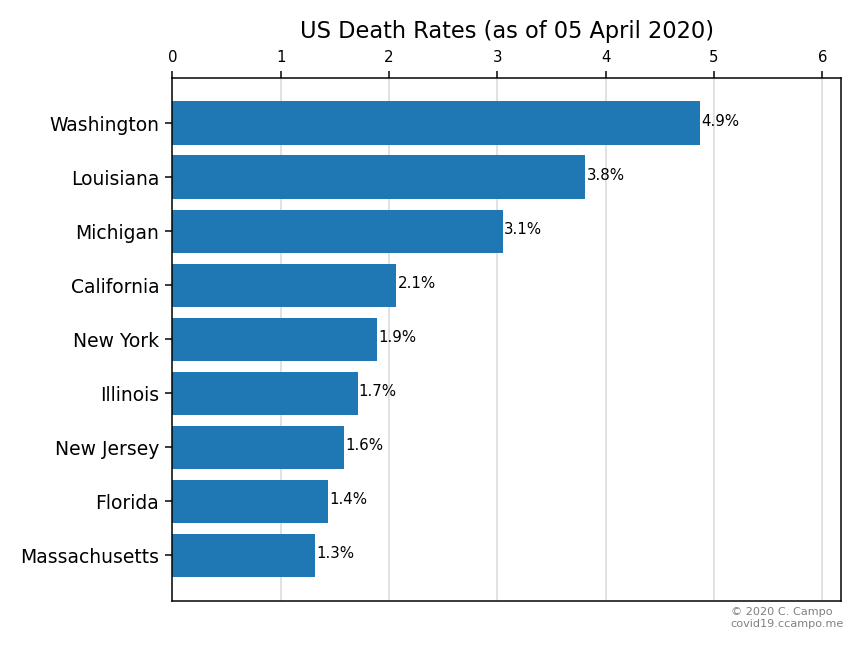 US Death Rates (as of 05 April 2020)
0 1 2 3 4 5 6
Washington 4.9%
Louisiana 3.8%
Michigan 3.1%
California 2.1%
New York 1.9%
Illinois 1.7%
New Jersey 1.6%
Florida 1.4%
Massachusetts 1.3%
© 2020 C. Campo
covid19.ccampo.me